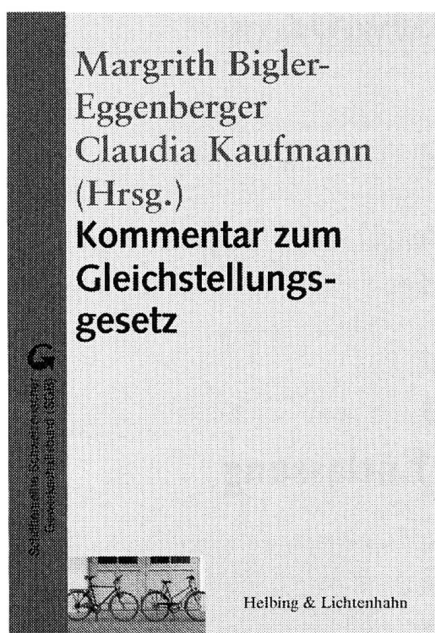 Margrith Bigler-
Eggenberger
Claudia Kaufmann
(Hrsg.)
Kommentar zum
Gleichstellungs-
gesetz
Schriftenreihe Schweizerischer
Gewerkschaftsbund (SGB)
Helbing & Lichtenhahn